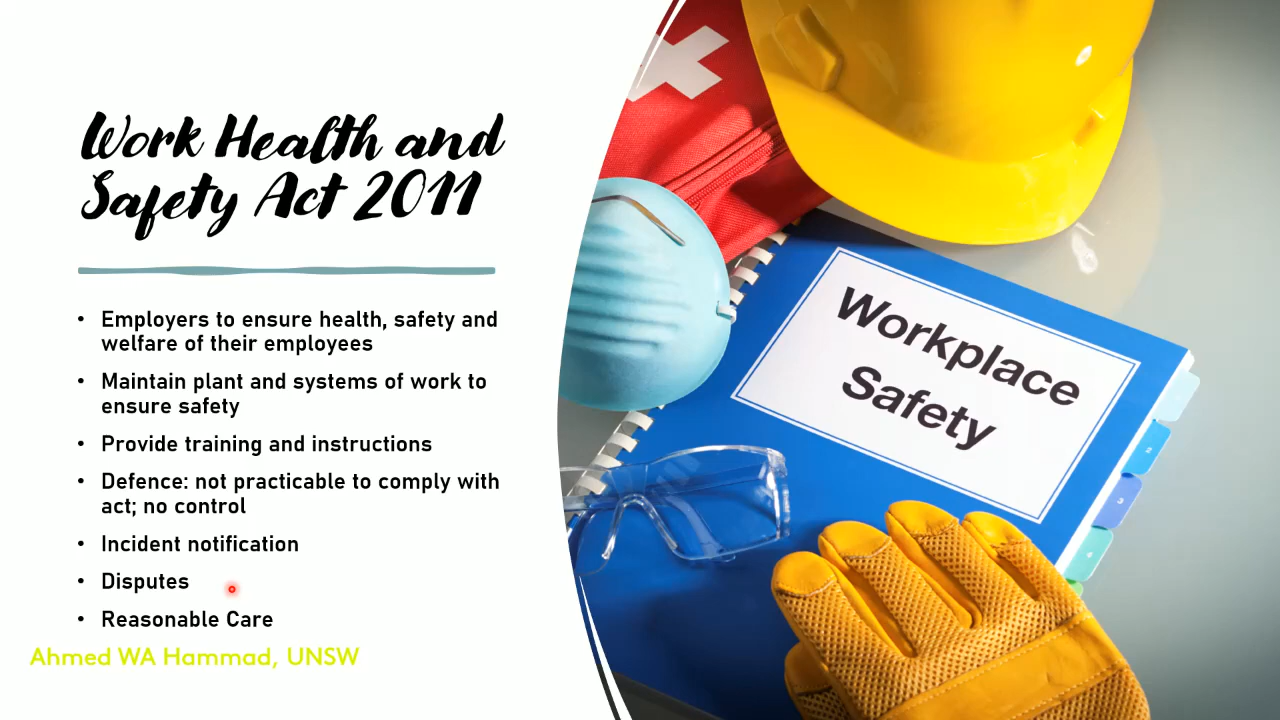 Work Health and
Safety Act 2011
• Employers to ensure health, safety and
welfare of their employees
• Maintain plant and systems of work to
ensure safety
• Provide training and instructions
• Defence: not practicable to comply with
act; no control
• Incident notification
• Disputes
• Reasonable Care
Ahmed WA Hammad, UNSW
Workplace
Safety